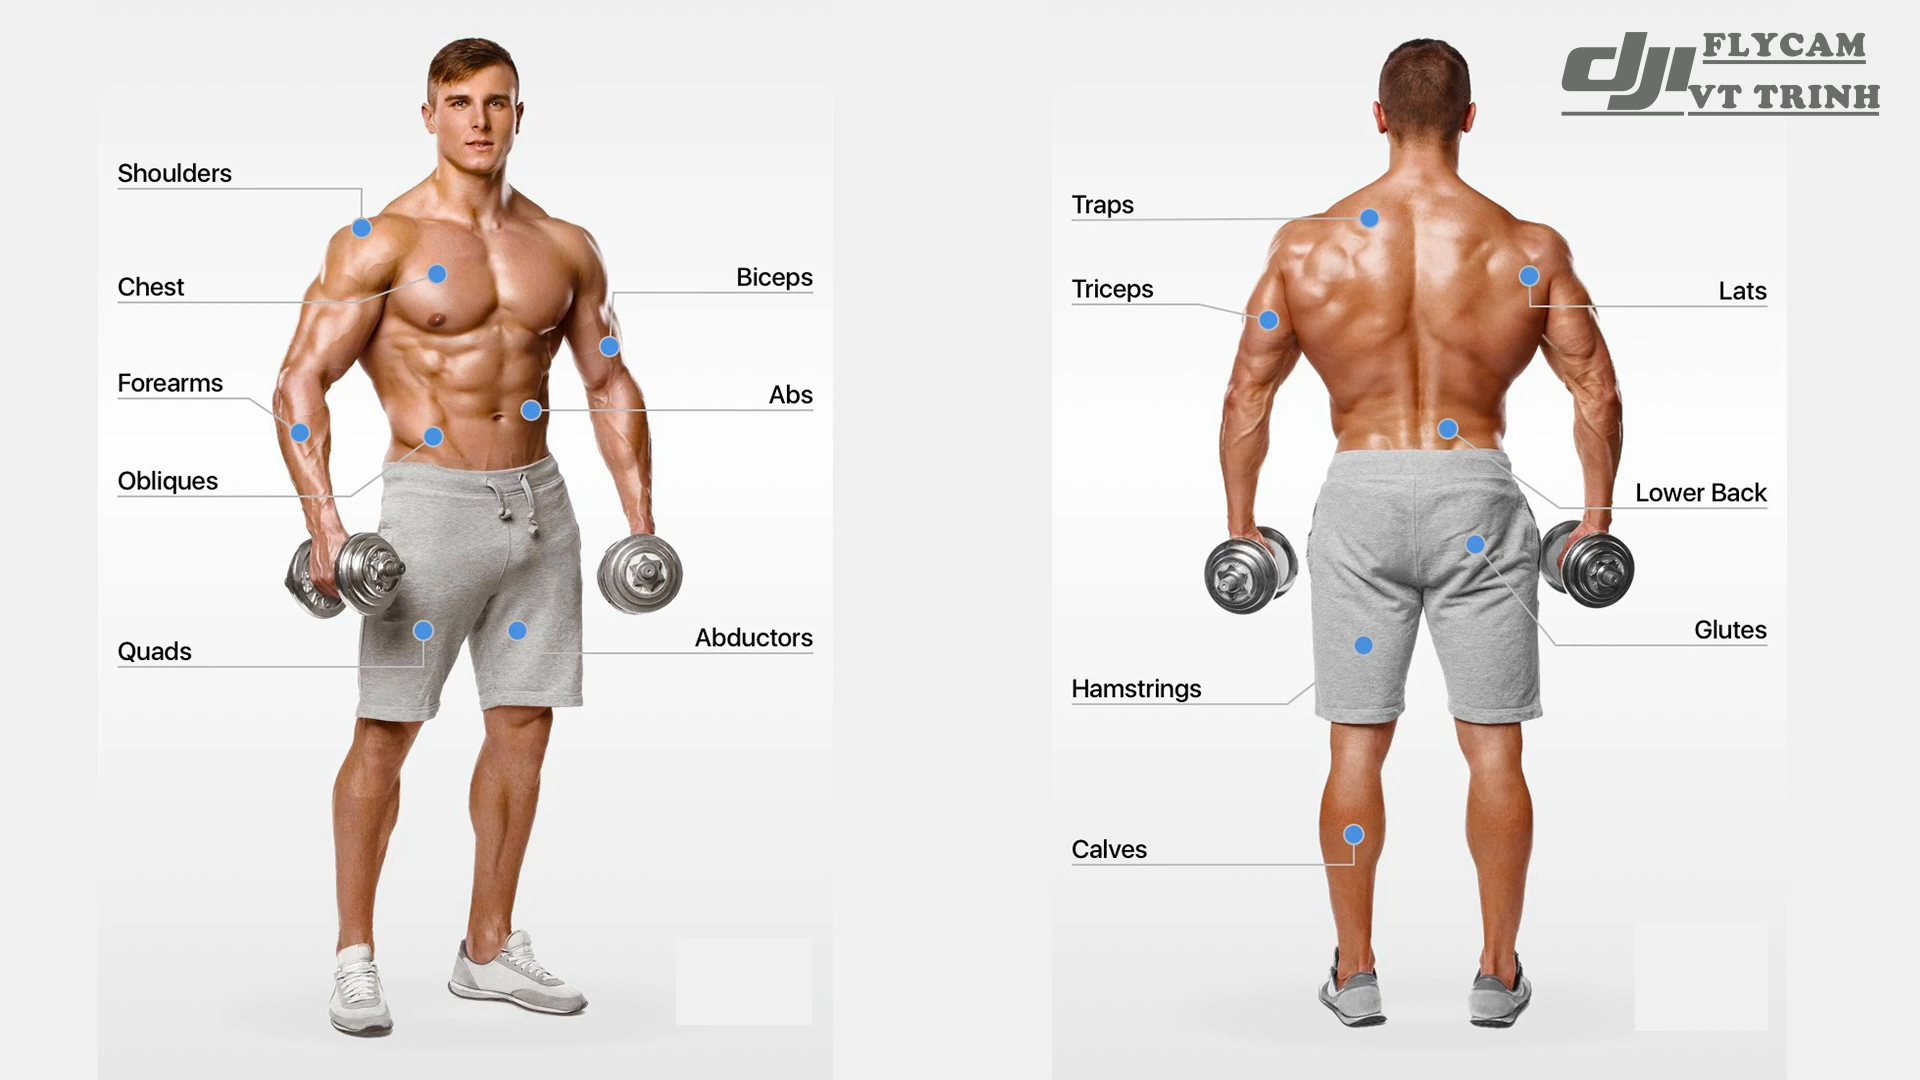 DJI FLYCAM
VT TRINH
Shoulders
Chest
Forearms
Obliques
Quads
Biceps
Abs
Abductors
Traps
Triceps
Hamstrings
Calves
Lats
Lower Back
Glutes